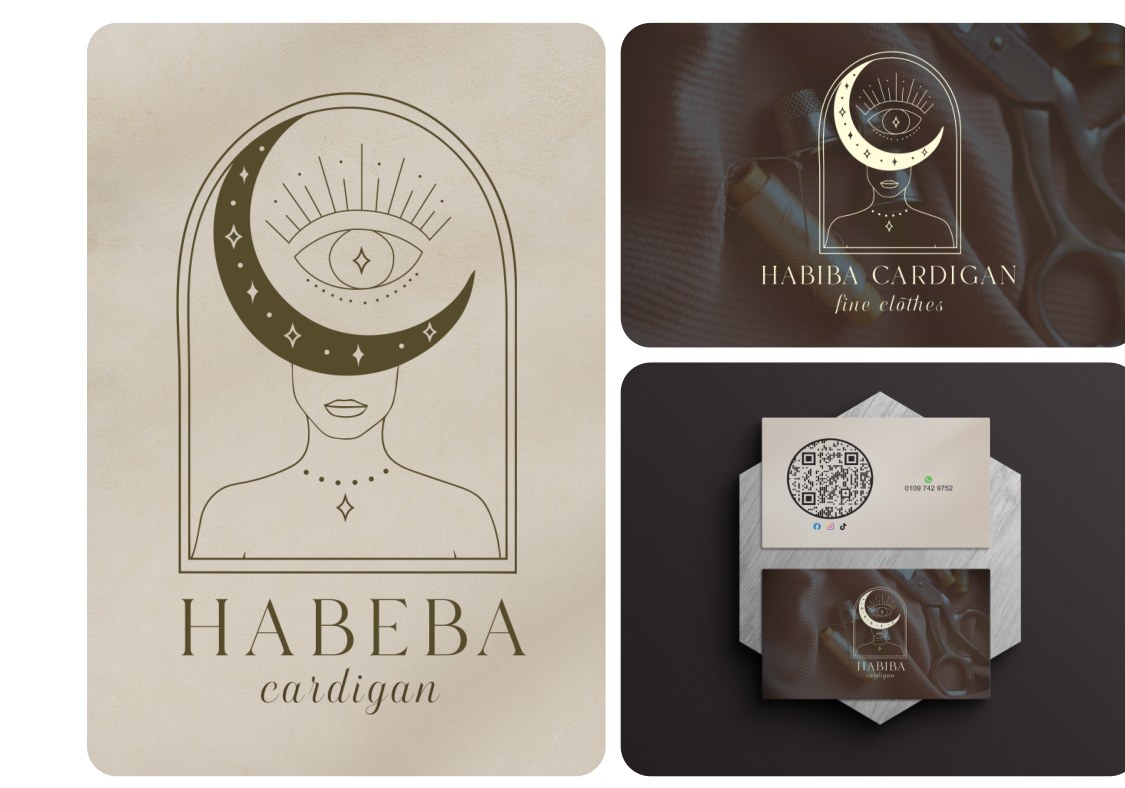 HABEBA
cardigan
HABIBA CARDIGAN
fine clothes
0109 742 9752
HABIBA
cardigan